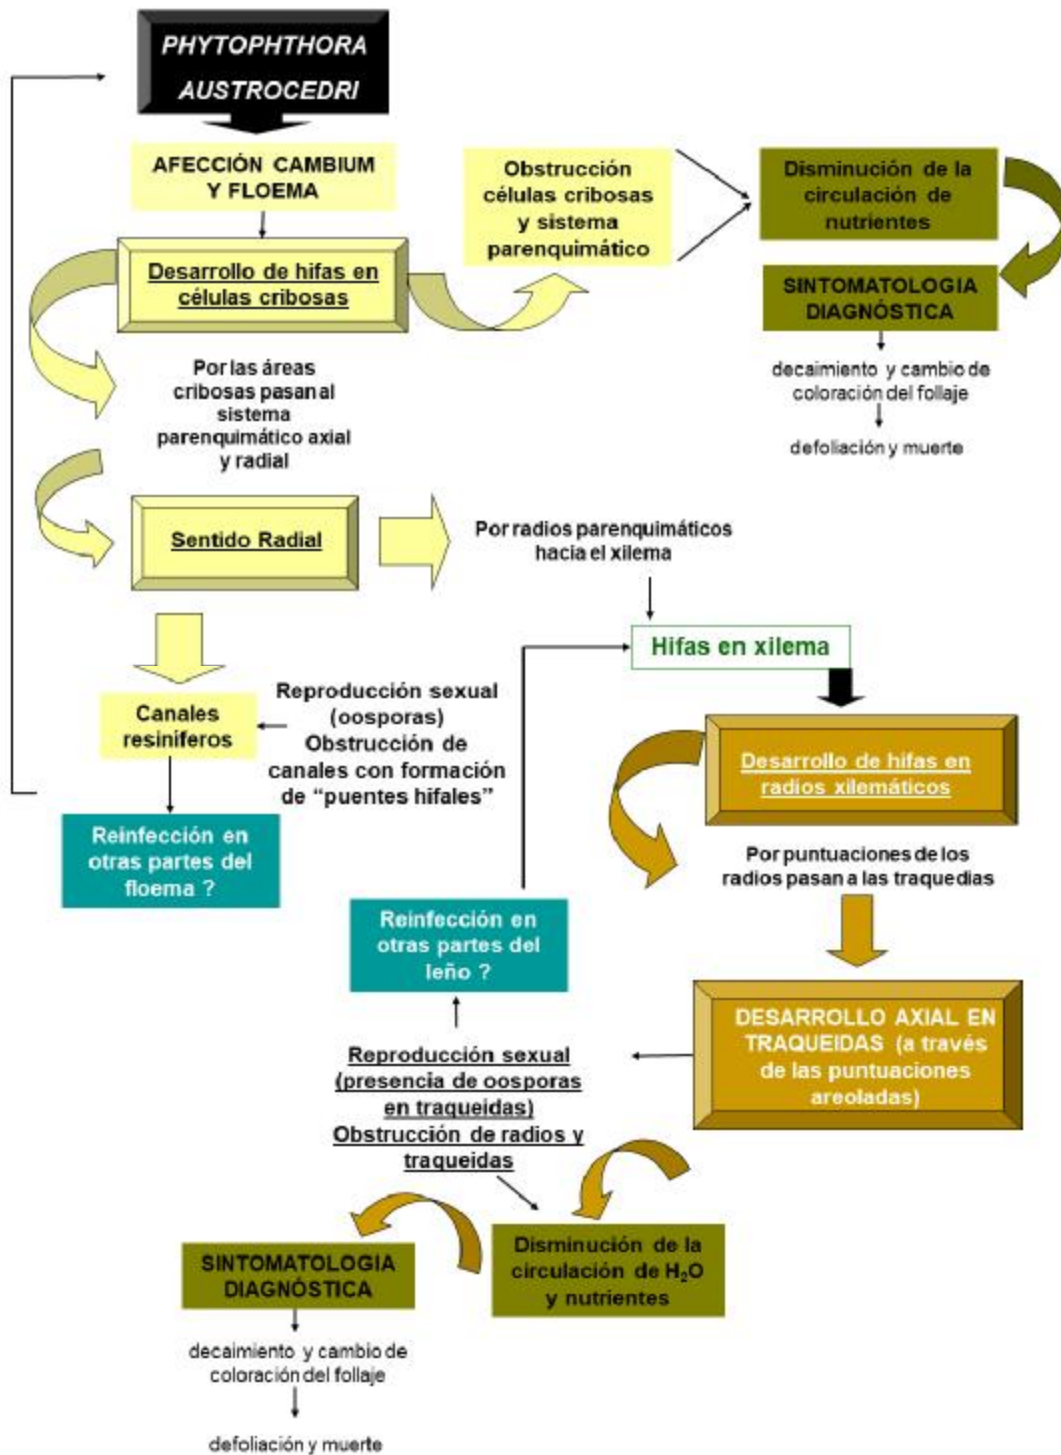 PHYTOPHTHORA
AUSTROCEDRI
AFECCIÓN CAMBIUM
Y FLOEMA
Desarrollo de hifas en
células cribosas
Obstrucción
células cribosas
y sistema
parenquimático
Disminución de la
circulación de
nutrientes
SINTOMATOLOGIA
DIAGNÓSTICA
decaimiento y cambio de
coloración del follaje
defoliación y muerte
Por las áreas
cribosas pasan al
sistema
parenquimático axial
y radial
Sentido Radial
Por radios parenquimáticos
hacia el xilema
Hifas en xilema
Canales
resiníferos
Reproducción sexual
(oosporas)
Obstrucción de
canales con formación
de “puentes hifales”
Reinfección en
otras partes del
floema ?
Desarrollo de hifas en
radios xilemáticos
Por puntuaciones de los
radios pasan a las traquedias
Reinfección en
otras partes del
leño ?
DESARROLLO AXIAL EN
TRAQUEIDAS (a través
de las puntuaciones
areoladas)
Reproducción sexual
(presencia de oosporas
en traqueidas)
Obstrucción de radios y
traqueidas
Disminución de la
circulación de H₂O
y nutrientes
SINTOMATOLOGIA
DIAGNÓSTICA
decaimiento y cambio de
coloración del follaje
defoliación y muerte